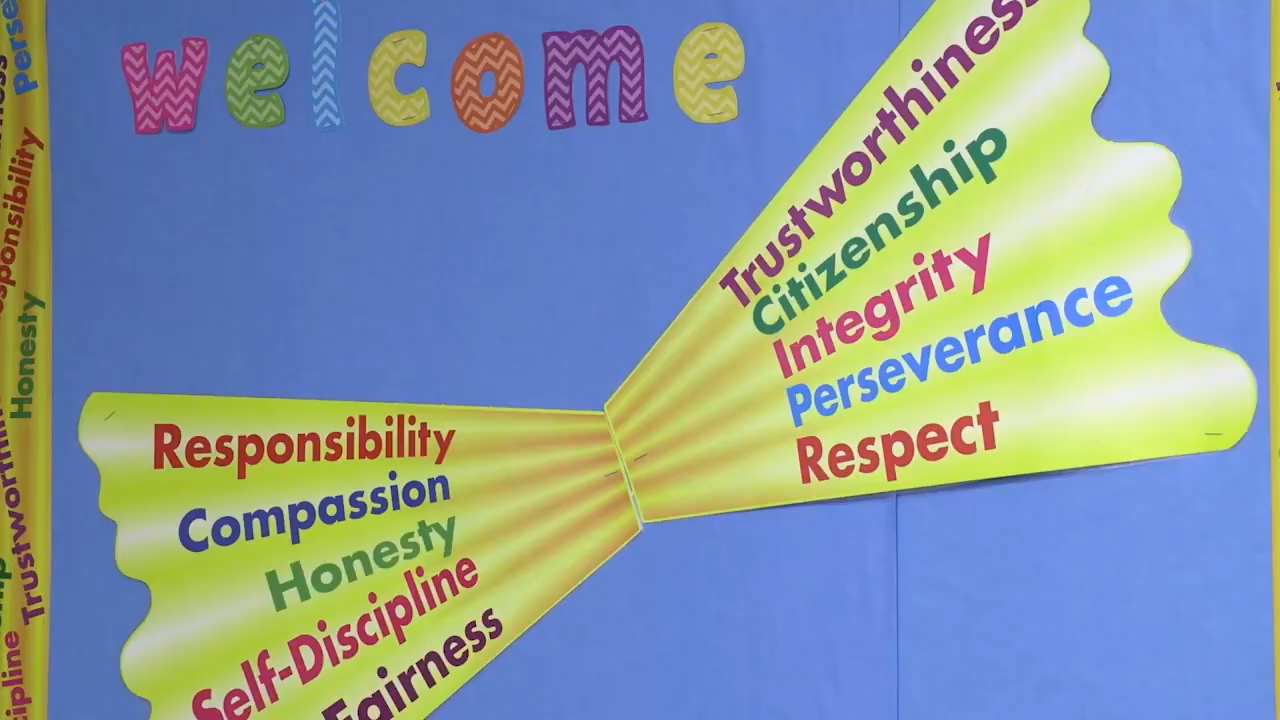 welcome
Trustworthiness
Citizenship
Integrity
Perseverance
Respect
Responsibility
Compassion
Honesty
Self-Discipline
Fairness
Responsibility
Honesty
Trustworthiness